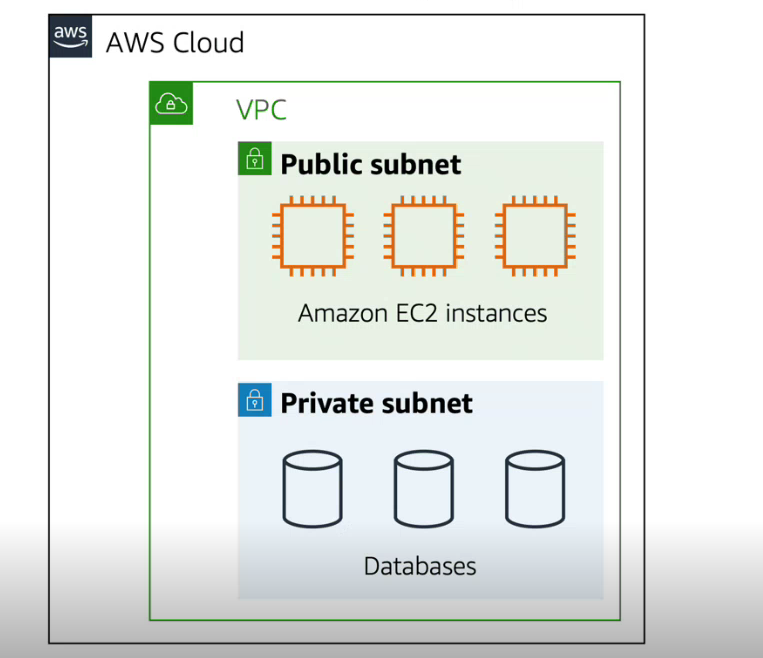 aws
AWS Cloud
VPC
Public subnet
Amazon EC2 instances
Private subnet
Databases